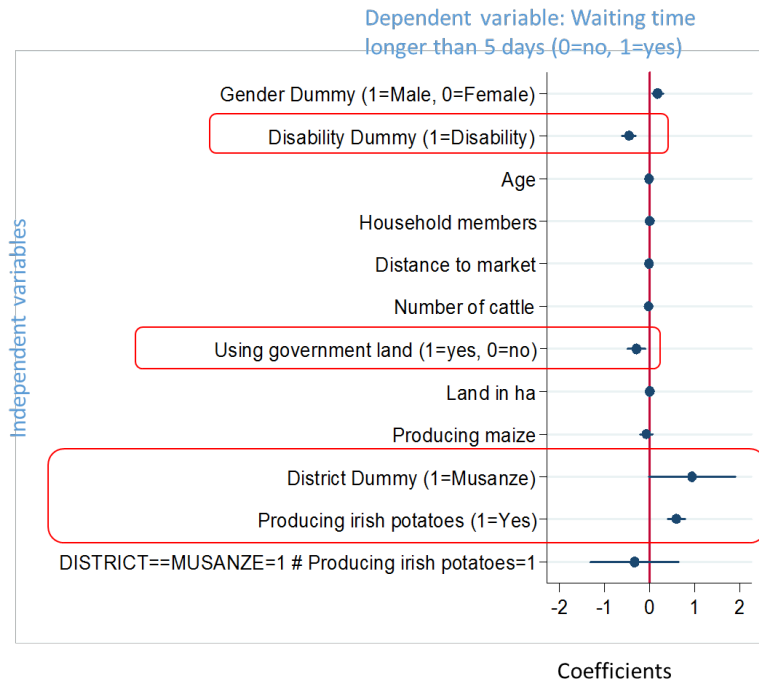 Dependent variable: Waiting time
longer than 5 days (0=no, 1=yes)
Independent variables
Gender Dummy (1=Male, 0=Female)
Disability Dummy (1=Disability)
Age
Household members
Distance to market
Number of cattle
Using government land (1=yes, 0=no)
Land in ha
Producing maize
District Dummy (1=Musanze)
Producing irish potatoes (1=Yes)
DISTRICT==MUSANZE=1 # Producing irish potatoes=1
-2 -1 0 1 2
Coefficients